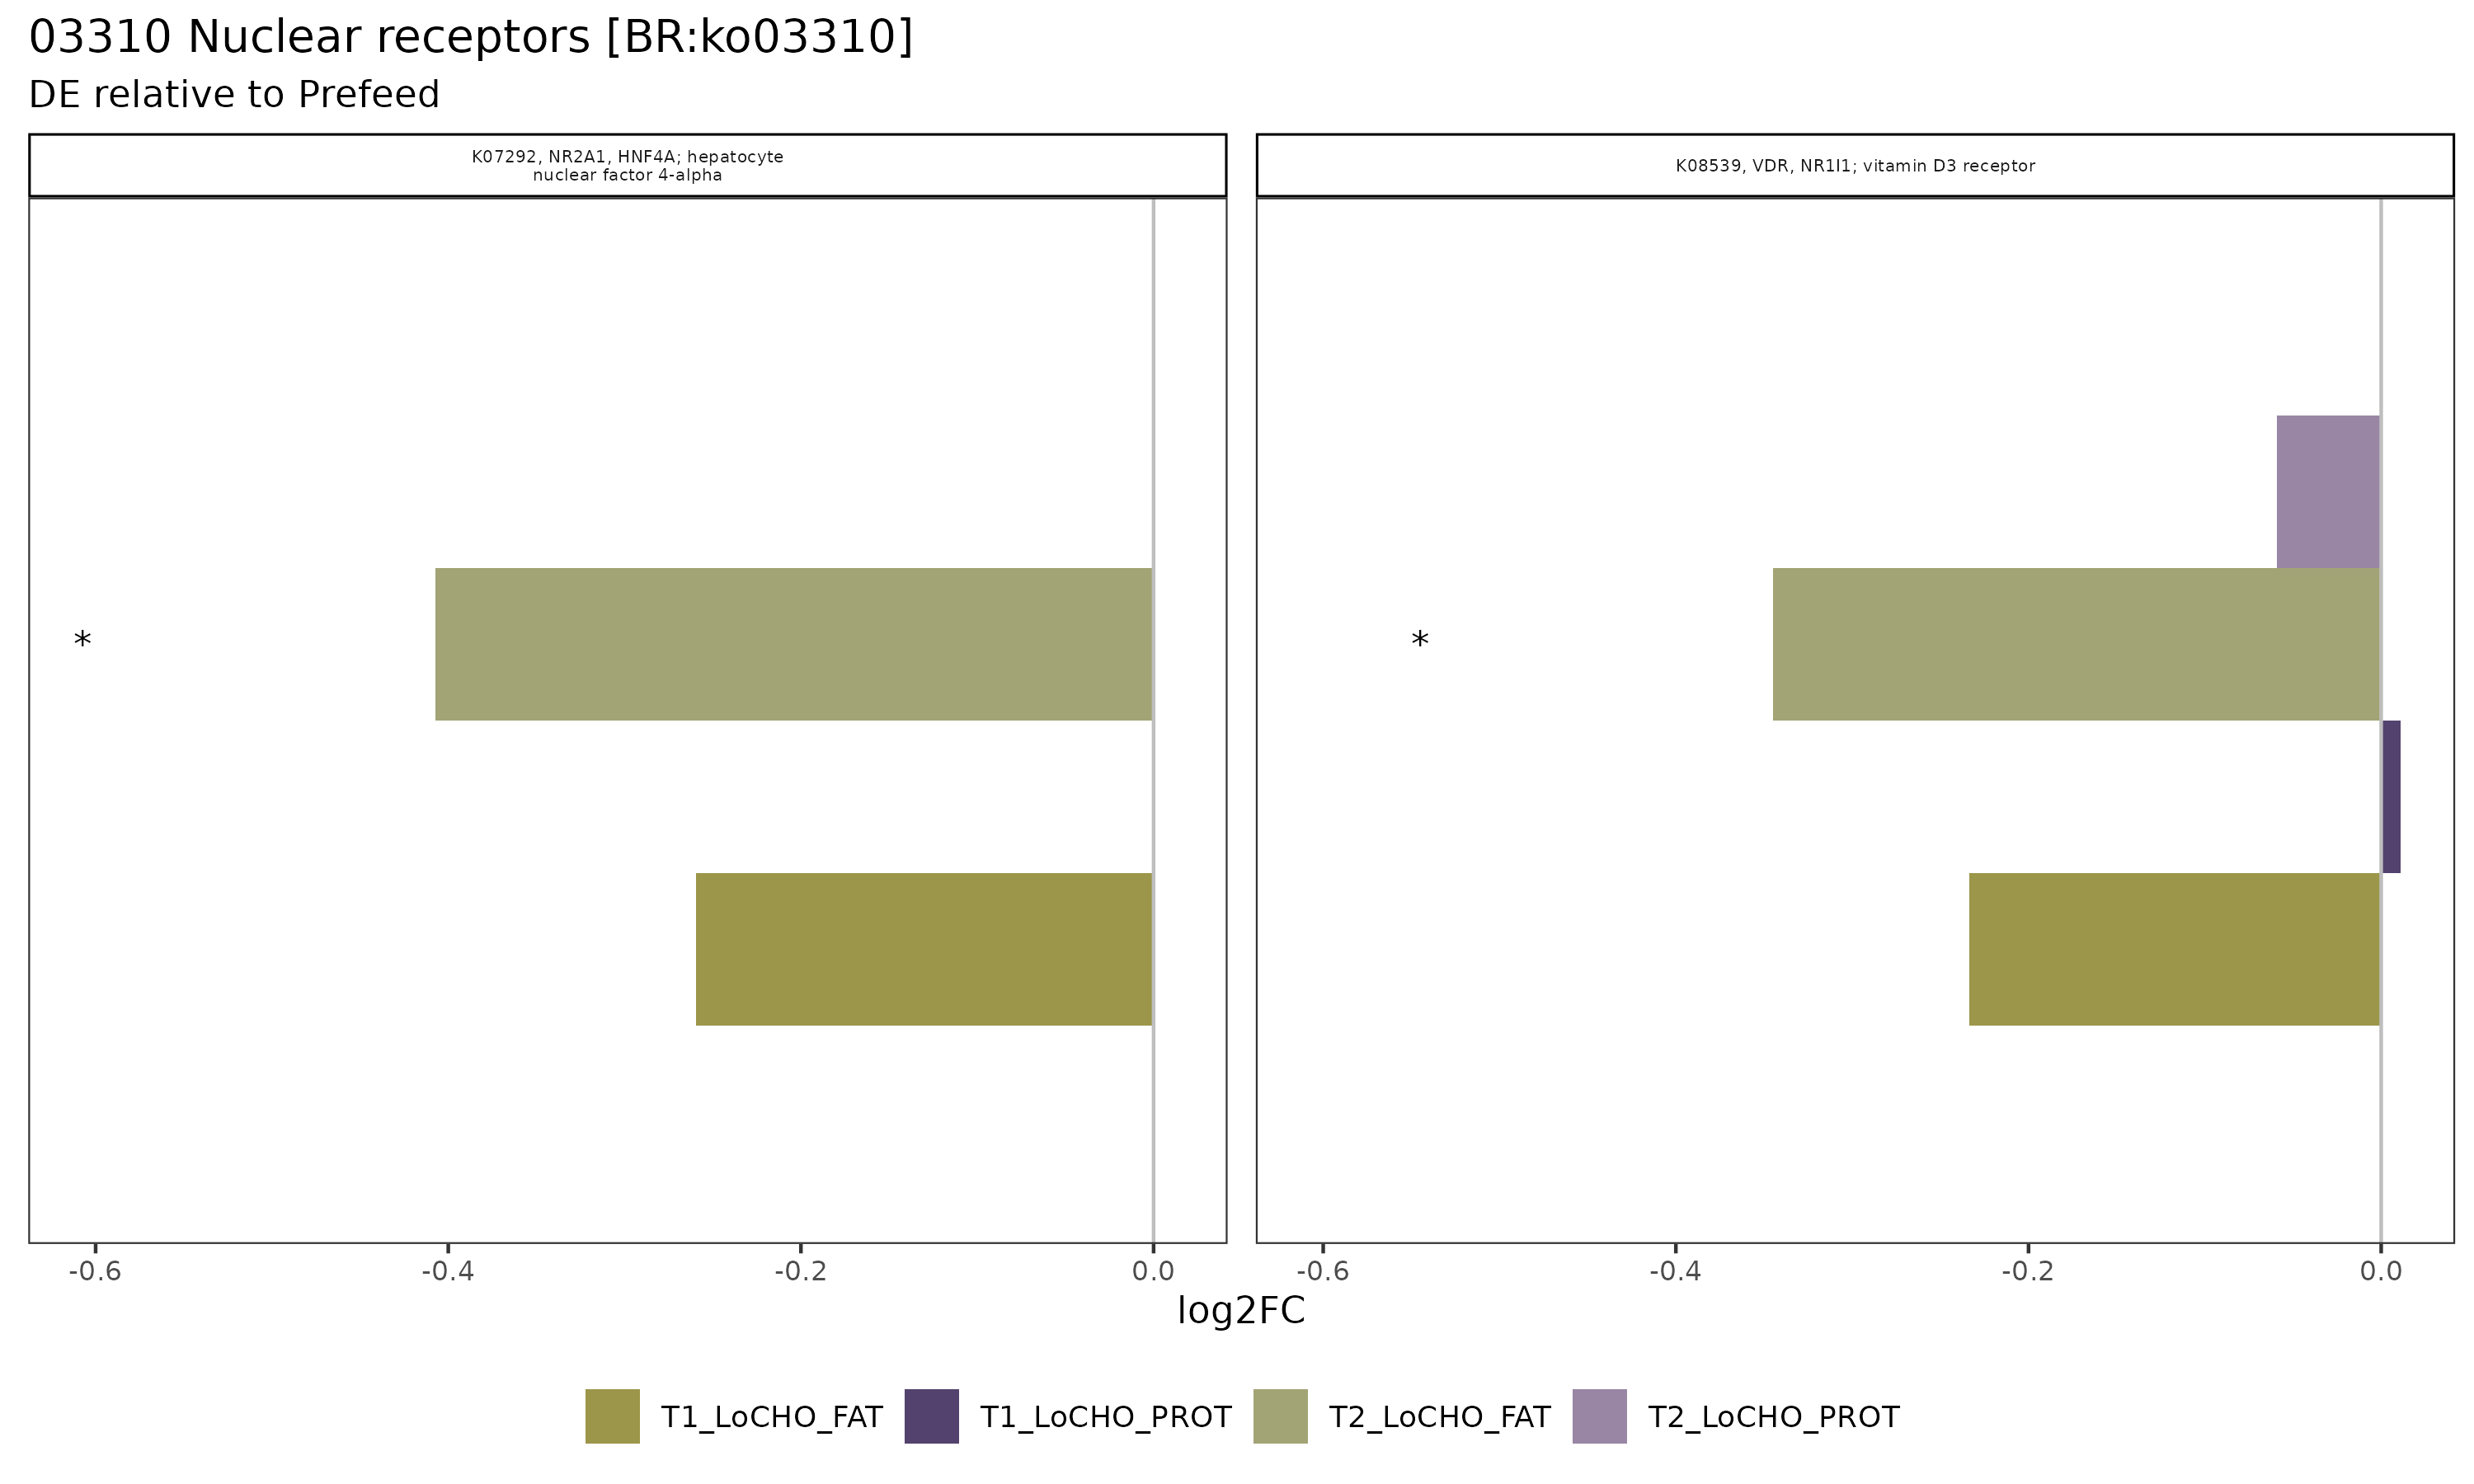 03310 Nuclear receptors [BR:ko03310]
DE relative to Prefeed
K07292, NR2A1, HNF4A; hepatocyte
nuclear factor 4-alpha
K08539, VDR, NR1I1; vitamin D3 receptor
*
*
-0.6 -0.4 -0.2 0.0 -0.6 -0.4 -0.2 0.0
log2FC
T1_LoCHO_FAT T1_LoCHO_PROT T2_LoCHO_FAT T2_LoCHO_PROT